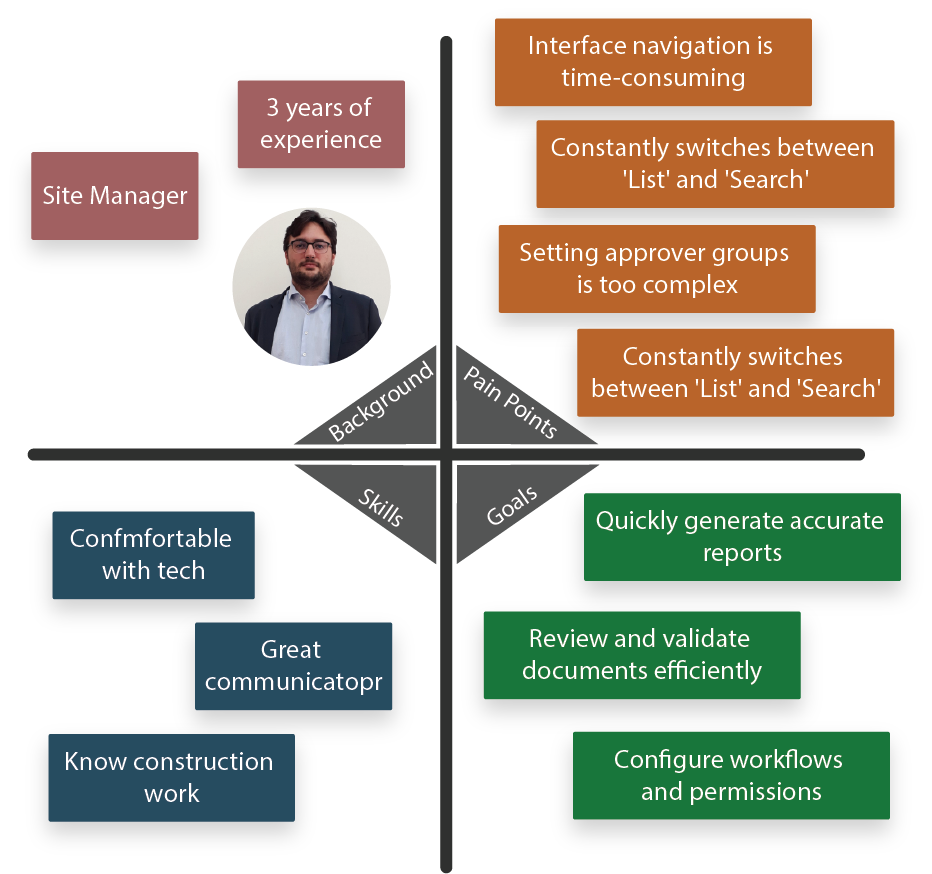 3 years of
experience
Site Manager
Background
Interface navigation is
time-consuming
Constantly switches between
'List' and 'Search'
Setting approver groups
is too complex
Constantly switches
between 'List' and 'Search'
Pain Points
Skills
Confmfortable
with tech
Great
communicatopr
Know construction
work
Goals
Quickly generate accurate
reports
Review and validate
documents efficiently
Configure workflows
and permissions